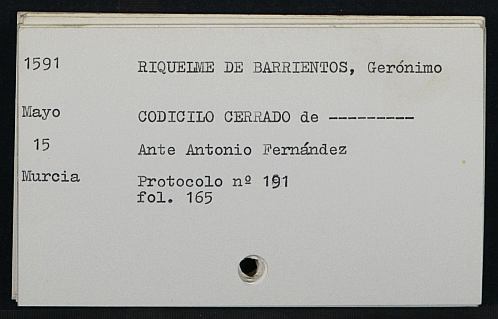 1591 RIQUELME DE BARRIENTOS, Gerónimo
Mayo CODICILO CERRADO de ---------
15 Ante Antonio Fernández
Murcia Protocolo nº 191
fol. 165